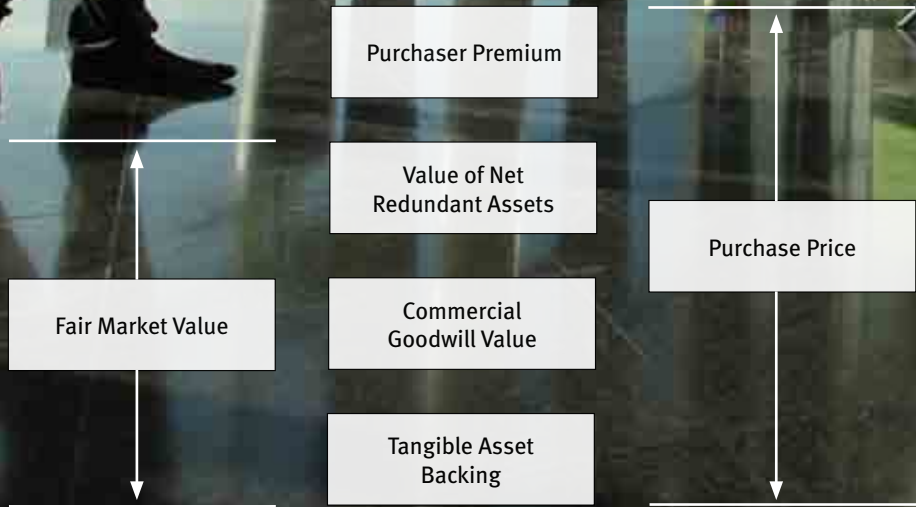 Purchaser Premium
Value of Net
Redundant Assets
Purchase Price
Fair Market Value
Commercial
Goodwill Value
Tangible Asset
Backing